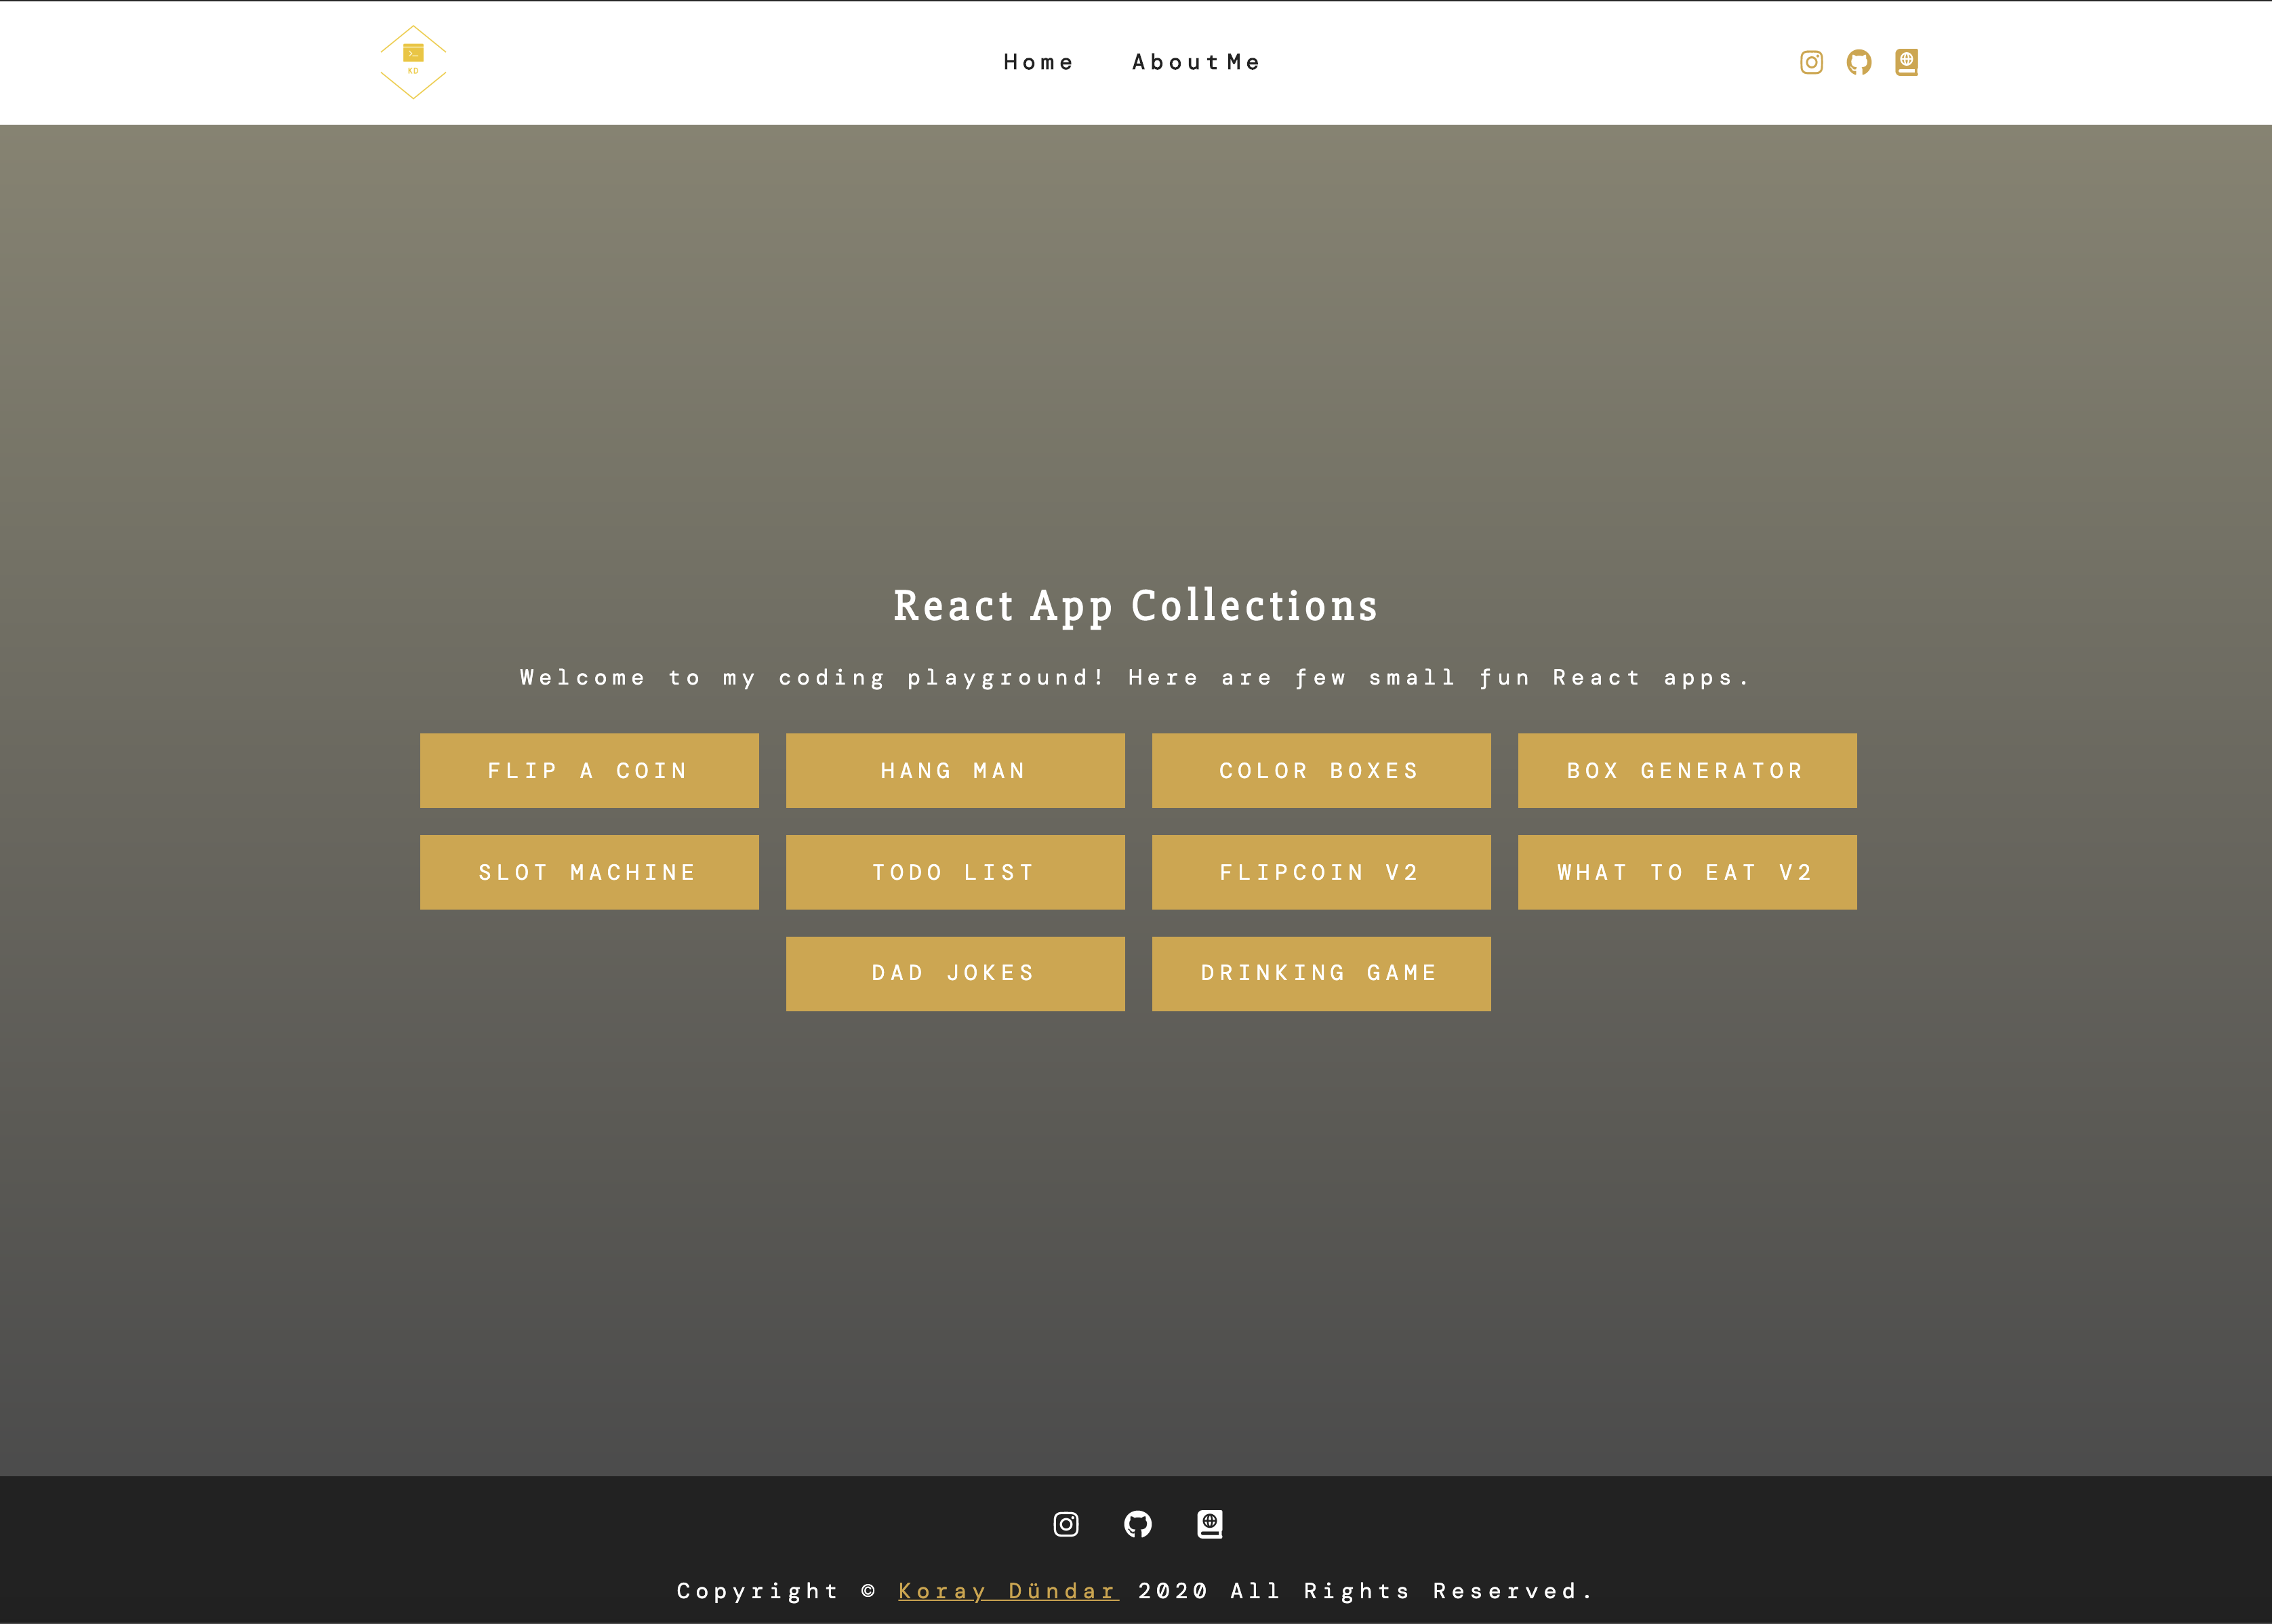 KD
Home AboutMe
React App Collections
Welcome to my coding playground! Here are few small fun React apps.
FLIP A COIN HANG MAN COLOR BOXES BOX GENERATOR
SLOT MACHINE TODO LIST FLIPCOIN V2 WHAT TO EAT V2
DAD JOKES DRINKING GAME
Copyright © Koray Dündar 2020 All Rights Reserved.